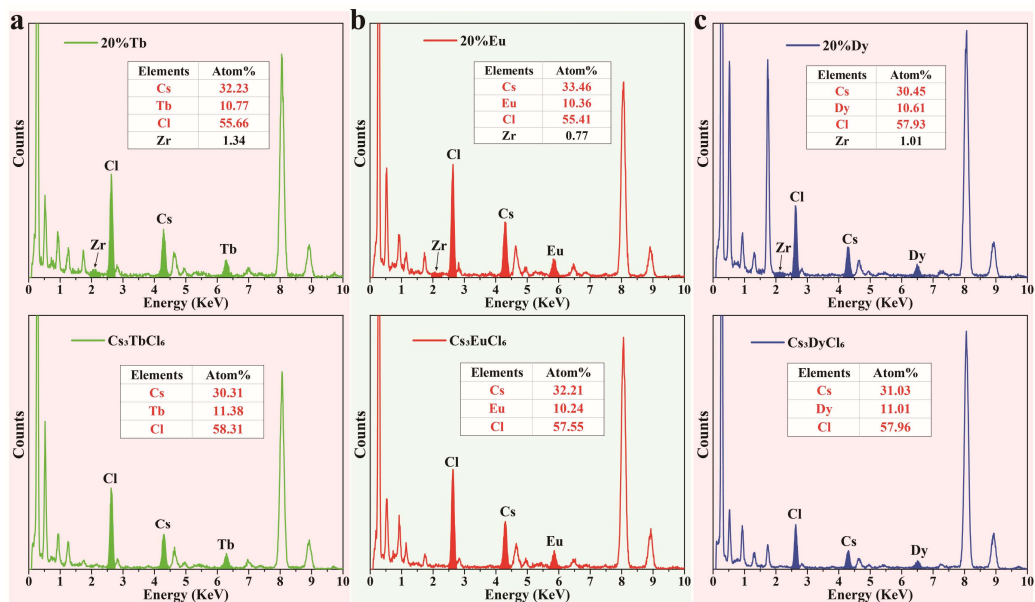 a
20%Tb
Elements Atom%
Cs 32.23
Tb 10.77
Cl 55.66
Zr 1.34
Counts
Zr
Cl
Cs
Tb
0 1 2 3 4 5 6 7 8 9 10
Energy (KeV)
b
20%Eu
Elements Atom%
Cs 33.46
Eu 10.36
Cl 55.41
Zr 0.77
Counts
Zr
Cl
Cs
Eu
0 1 2 3 4 5 6 7 8 9 10
Energy (KeV)
c
20%Dy
Elements Atom%
Cs 30.45
Dy 10.61
Cl 57.93
Zr 1.01
Counts
Zr
Cl
Cs
Dy
0 1 2 3 4 5 6 7 8 9 10
Energy (KeV)
Cs₃TbCl₆
Elements Atom%
Cs 30.31
Tb 11.38
Cl 58.31
Counts
Cl
Cs
Tb
0 1 2 3 4 5 6 7 8 9 10
Energy (KeV)
Cs₃EuCl₆
Elements Atom%
Cs 32.21
Eu 10.24
Cl 57.55
Counts
Cl
Cs
Eu
0 2 4 6 8 10
Energy (KeV)
Cs₃DyCl₆
Elements Atom%
Cs 31.03
Dy 11.01
Cl 57.96
Counts
Cl
Cs
Dy
0 1 2 3 4 5 6 7 8 9 10
Energy (KeV)